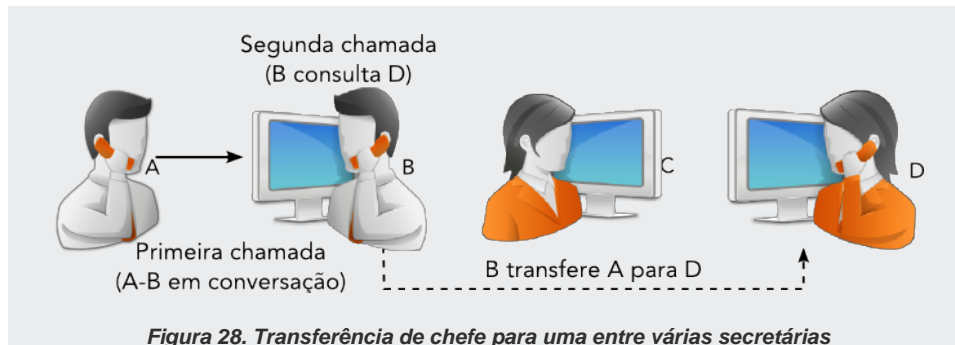 Segunda chamada
(B consulta D)
A
B
C
D
Primeira chamada
(A-B em conversação)
B transfere A para D
Figura 28. Transferência de chefe para uma entre várias secretárias